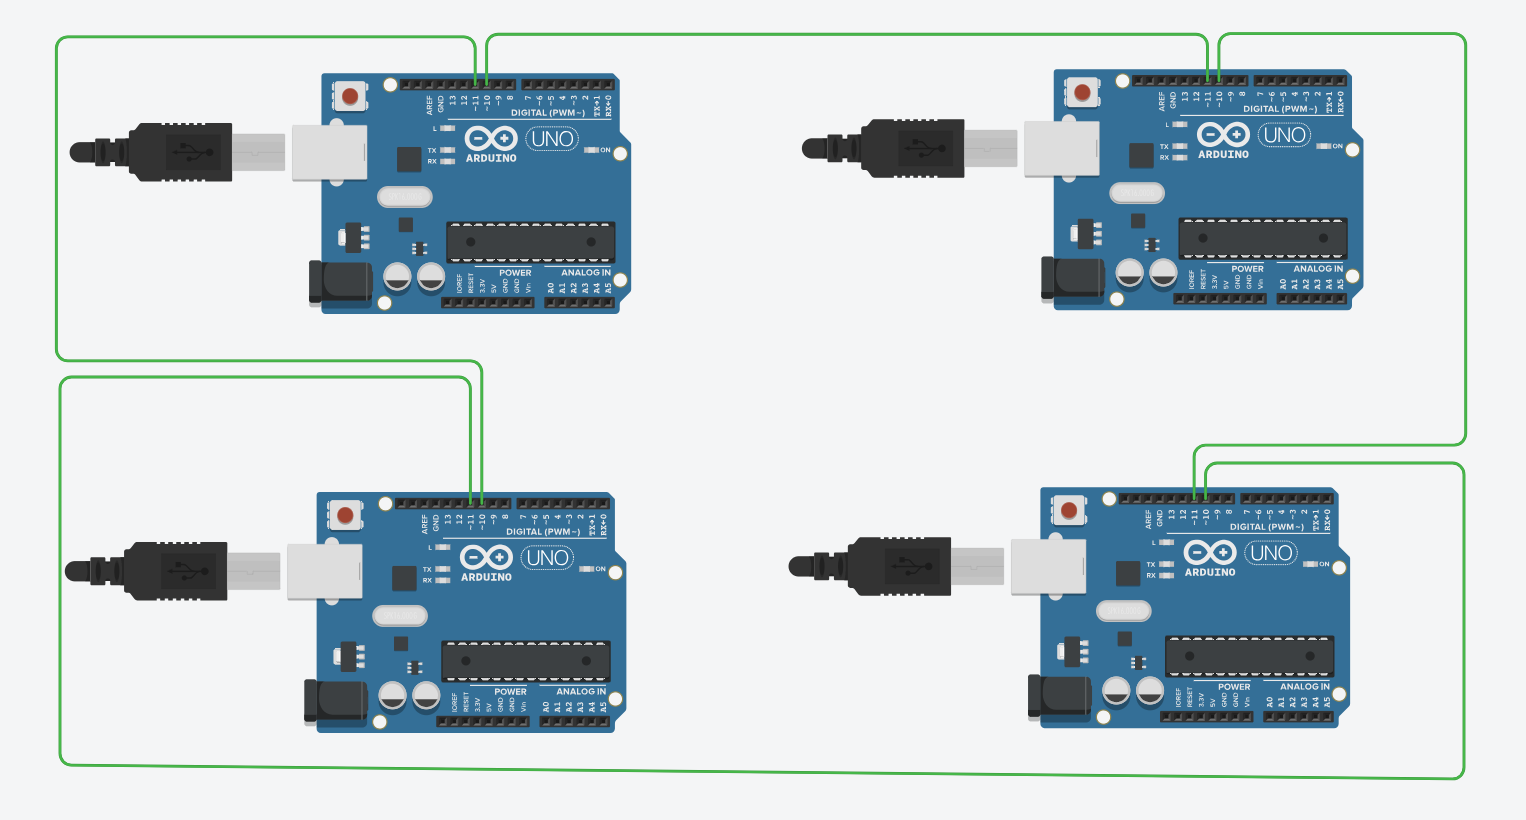 AREF
GND
13
12
~11
~10
~9
8
7
~6
~5
4
~3
2
TX→1
RX←0
DIGITAL (PWM~)
L
TX
RX
ARDUINO
UNO
ON
IOREF
RESET
3.3V
5V
GND
GND
Vin
POWER
A0
A1
A2
A3
A4
A5
ANALOG IN
AREF
GND
13
12
~11
~10
~9
8
7
~6
~5
4
~3
2
TX→1
RX←0
DIGITAL (PWM~)
L
TX
RX
ARDUINO
UNO
ON
IOREF
RESET
3.3V
5V
GND
GND
Vin
POWER
A0
A1
A2
A3
A4
A5
ANALOG IN
AREF
GND
13
12
~11
~10
~9
8
7
~6
~5
4
~3
2
TX→1
RX←0
DIGITAL (PWM~)
L
TX
RX
ARDUINO
UNO
ON
IOREF
RESET
3.3V
5V
GND
GND
Vin
POWER
A0
A1
A2
A3
A4
A5
ANALOG IN
AREF
GND
13
12
~11
~10
~9
8
7
~6
~5
4
~3
2
TX→1
RX←0
DIGITAL (PWM~)
L
TX
RX
ARDUINO
UNO
ON
IOREF
RESET
3.3V
5V
GND
GND
Vin
POWER
A0
A1
A2
A3
A4
A5
ANALOG IN